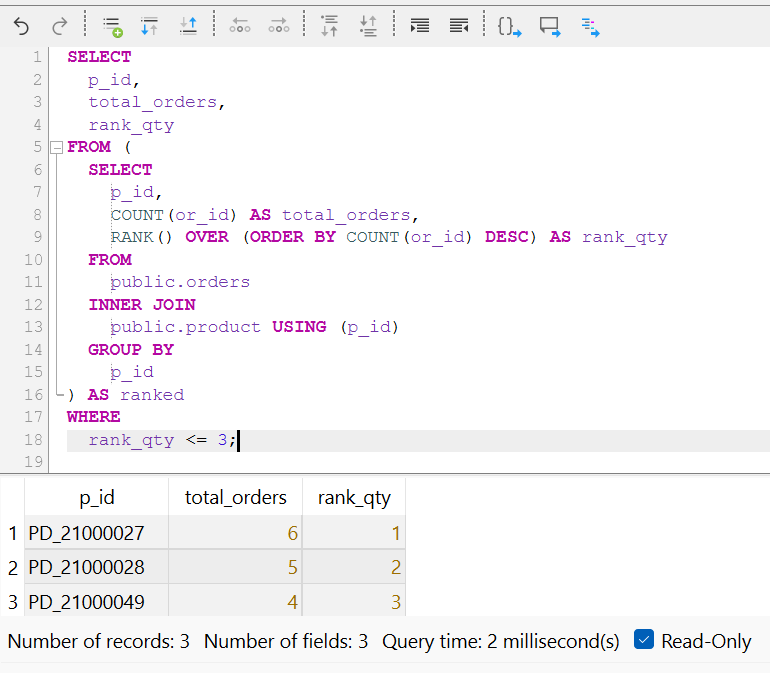 1 SELECT
2 p_id,
3 total_orders,
4 rank_qty
5 FROM (
6 SELECT
7 p_id,
8 COUNT(or_id) AS total_orders,
9 RANK() OVER (ORDER BY COUNT(or_id) DESC) AS rank_qty
10 FROM
11 public.orders
12 INNER JOIN
13 public.product USING (p_id)
14 GROUP BY
15 p_id
16 ) AS ranked
17 WHERE
18 rank_qty <= 3;
19
p_id total_orders rank_qty
1 PD_21000027 6 1
2 PD_21000028 5 2
3 PD_21000049 4 3
Number of records: 3 Number of fields: 3 Query time: 2 millisecond(s) Read-Only